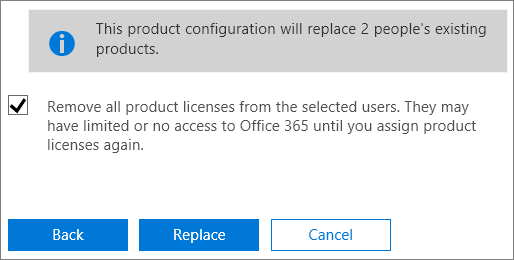 This product configuration will replace 2 people's existing
products.
Remove all product licenses from the selected users. They may
have limited or no access to Office 365 until you assign product
licenses again.
Back
Replace
Cancel